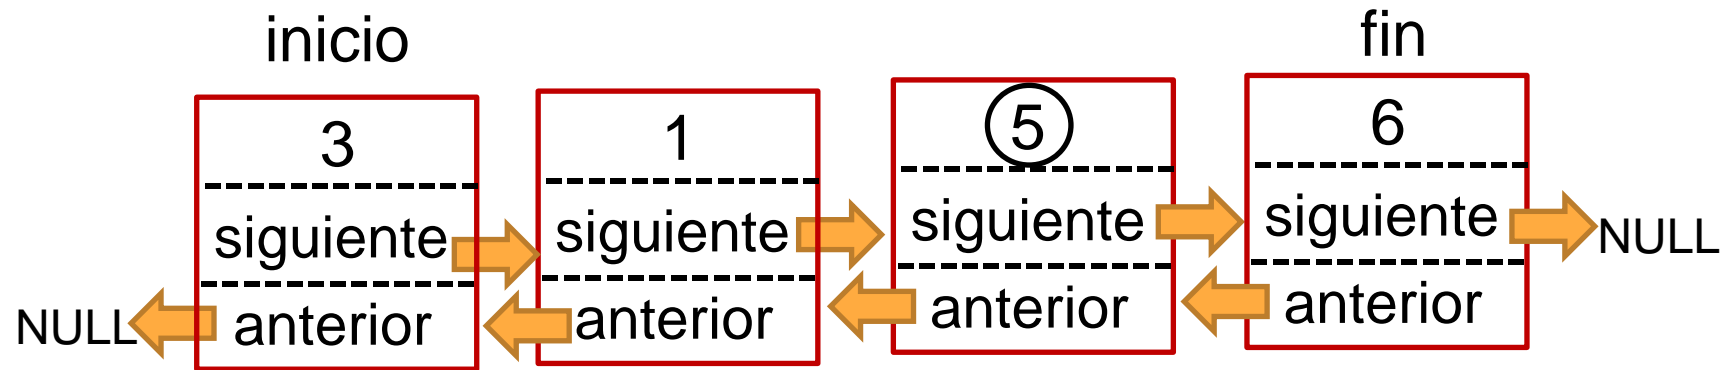 inicio
fin
3
1
5
6
siguiente
siguiente
siguiente
siguiente
NULL
NULL
anterior
anterior
anterior
anterior